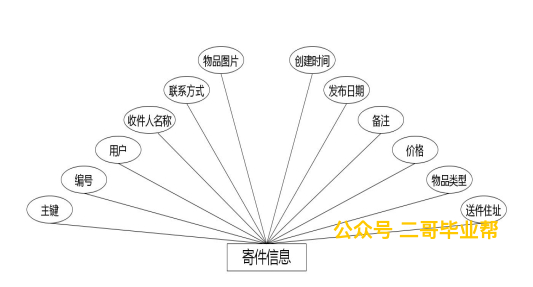 物品图片
创建时间
联系方式
发布日期
收件人名称
备注
用户
价格
编号
物品类型
主键
送件住址
公众号 二哥毕业帮
寄件信息